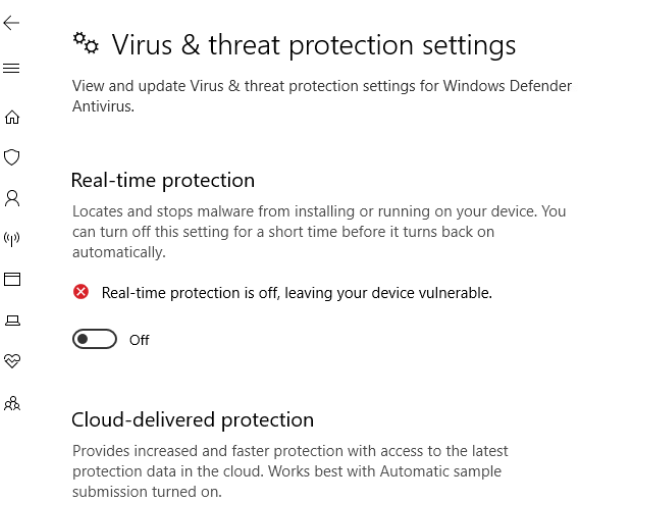 Virus & threat protection settings
View and update Virus & threat protection settings for Windows Defender
Antivirus.
Real-time protection
Locates and stops malware from installing or running on your device. You
can turn off this setting for a short time before it turns back on
automatically.
Real-time protection is off, leaving your device vulnerable.
Off
Cloud-delivered protection
Provides increased and faster protection with access to the latest
protection data in the cloud. Works best with Automatic sample
submission turned on.